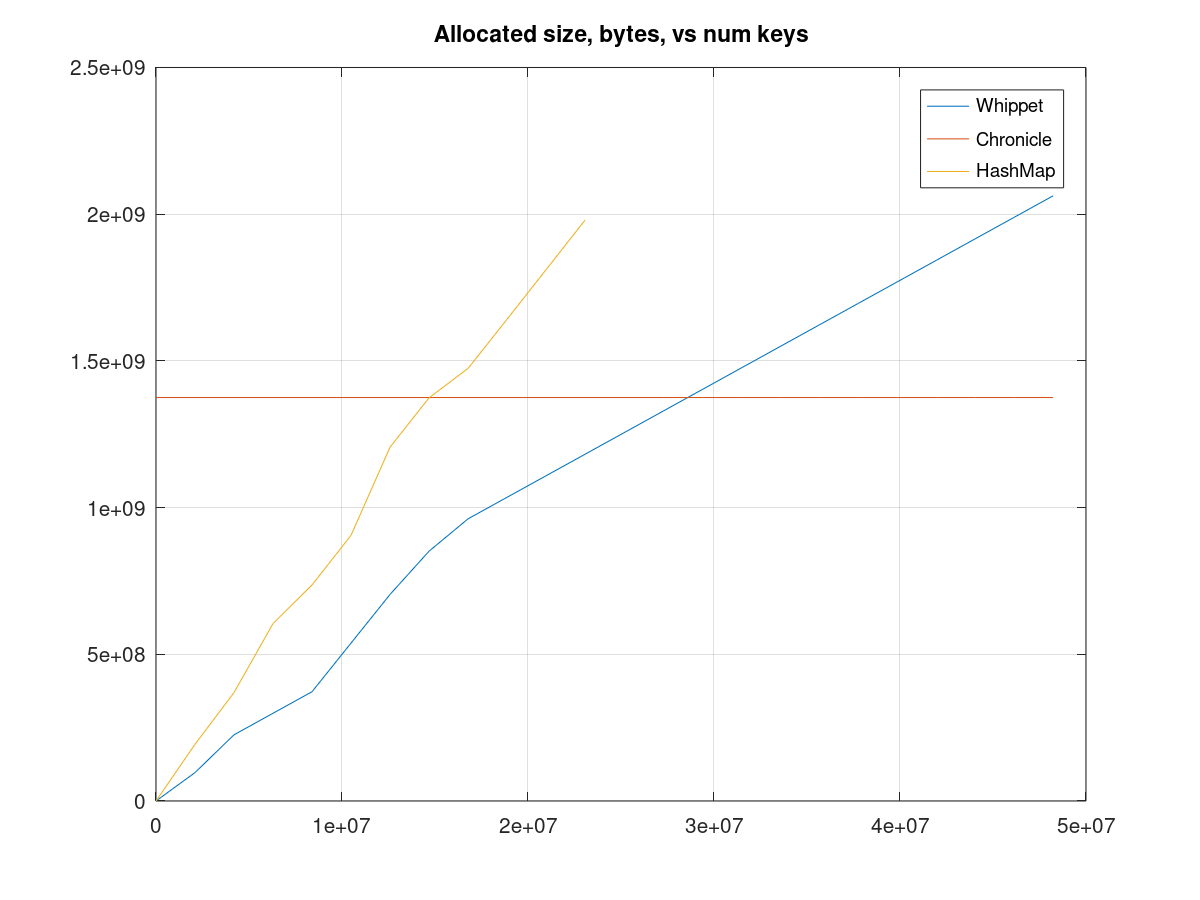 Allocated size, bytes, vs num keys
2.5e+09
2e+09
1.5e+09
1e+09
5e+08
0
Whippet
Chronicle
HashMap
0 1e+07 2e+07 3e+07 4e+07 5e+07